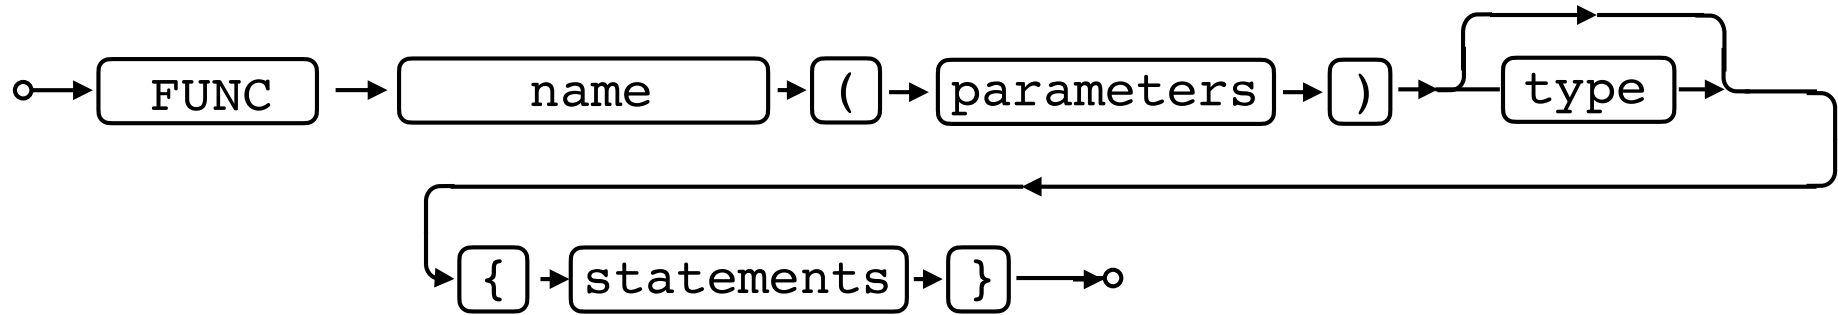 FUNC name ( parameters ) type
{ statements }